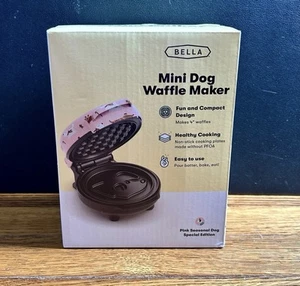 BELLA
Mini Dog
Waffle Maker
Fun and Compact
Design
Makes 4" waffles
Healthy Cooking
Non-stick cooking plates
made without PFOA
Easy to use
Pour batter, bake, eat!
Pink Seasonal Dog
Special Edition